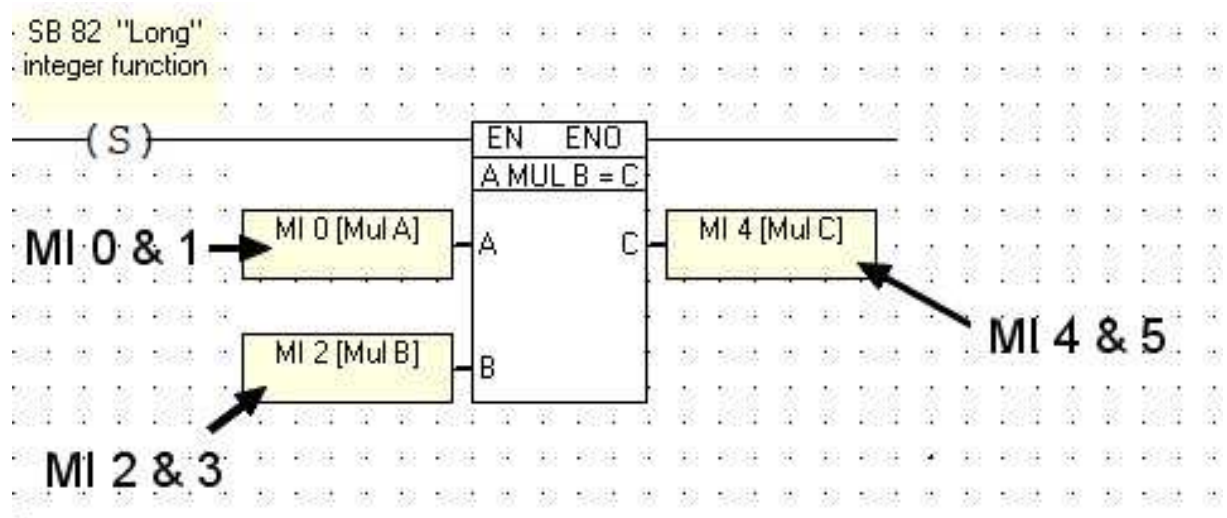 SB 82 "Long"
integer function
( S )
EN ENO
A MUL B = C
MI 0 [Mul A]
MI 0 & 1
A
C
MI 4 [Mul C]
MI 4 & 5
MI 2 [Mul B]
B
MI 2 & 3